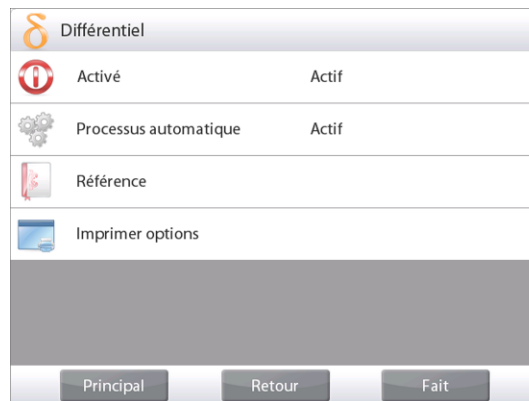 δ Différentiel
Activé Actif
Processus automatique Actif
Référence
Imprimer options
Principal Retour Fait